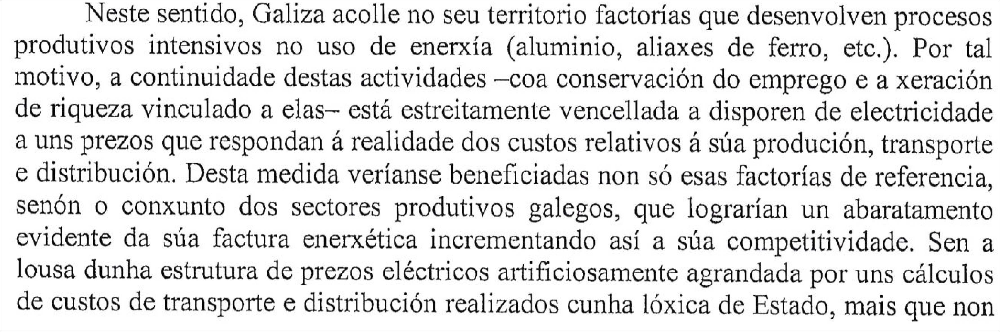 Neste sentido, Galiza acolle no seu territorio factorías que desenvolven procesos
produtivos intensivos no uso de enerxía (aluminio, aliaxes de ferro, etc.). Por tal
motivo, a continuidade destas actividades –coa conservación do emprego e a xeración
de riqueza vinculado a elas– está estreitamente vencellada a disporen de electricidade
a uns prezos que respondan á realidade dos custos relativos á súa produción, transporte
e distribución. Desta medida veríanse beneficiadas non só esas factorías de referencia,
senón o conxunto dos sectores produtivos galegos, que lograrían un abaratamento
evidente da súa factura enerxética incrementando así a súa competitividade. Sen a
lousa dunha estrutura de prezos eléctricos artificiosamente agrandada por uns cálculos
de custos de transporte e distribución realizados cunha lóxica de Estado, mais que non